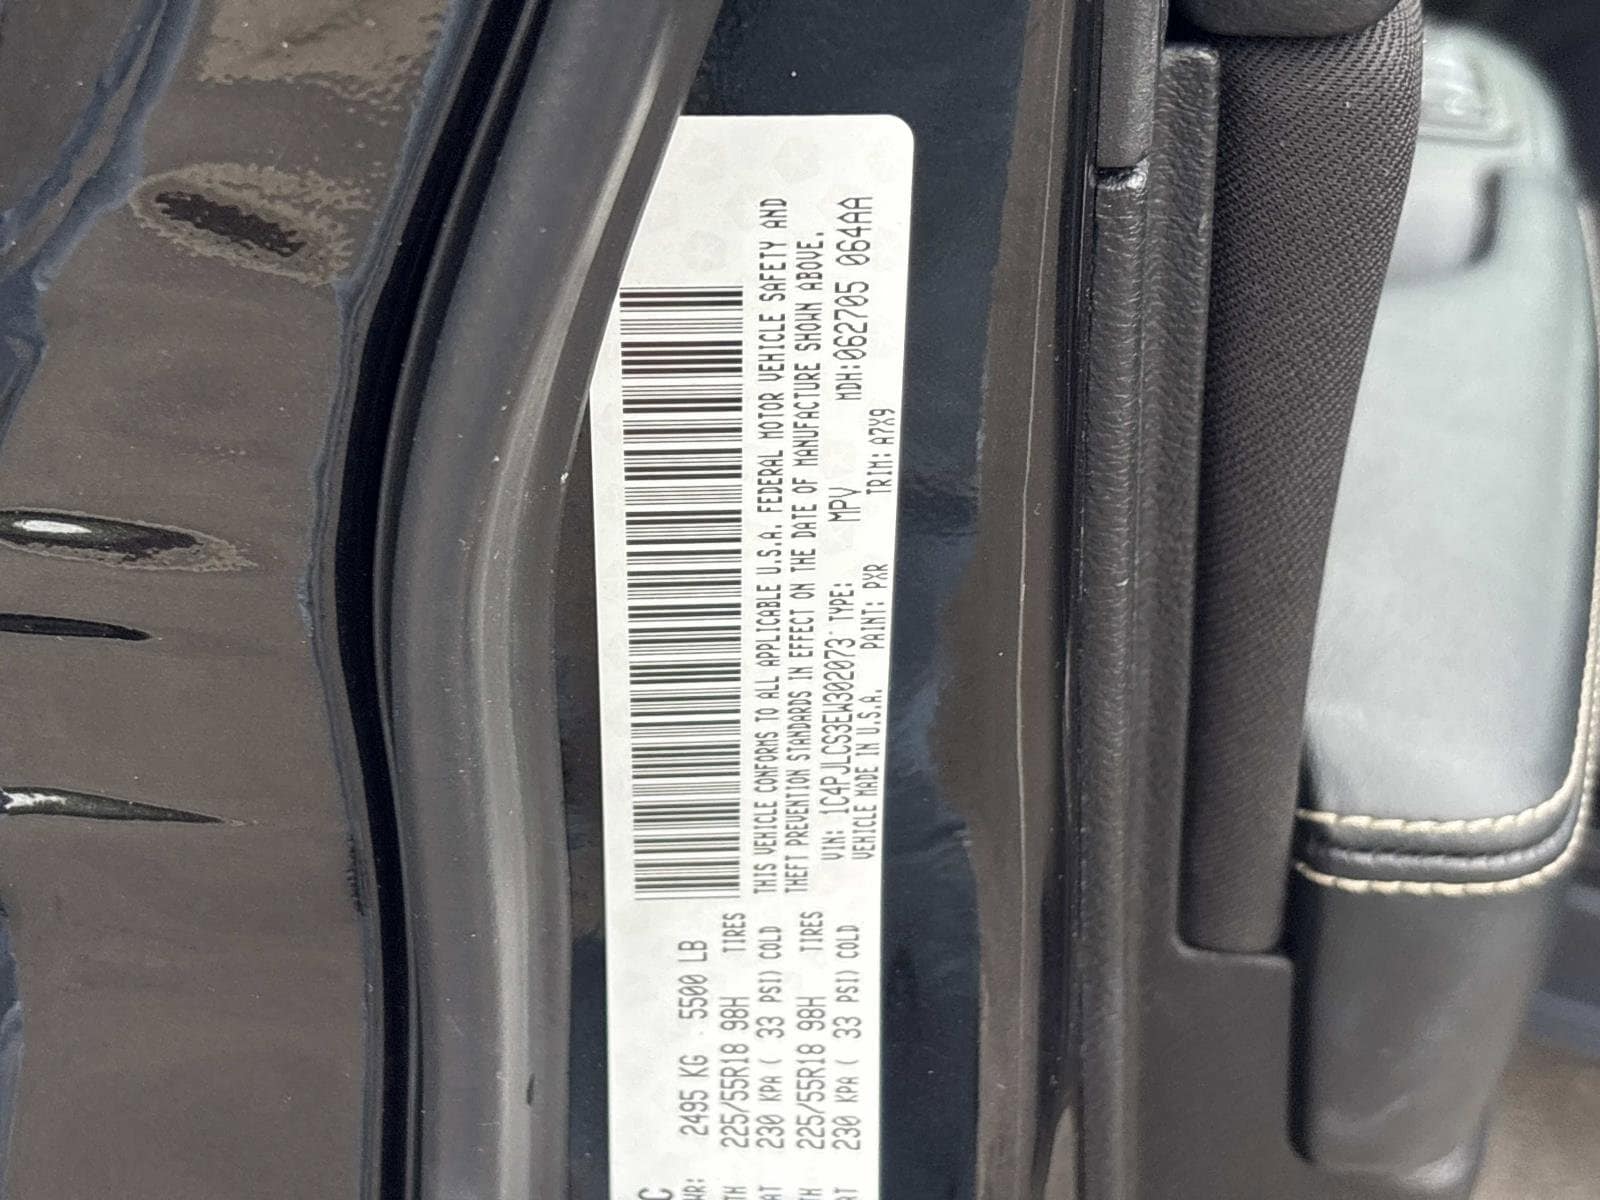 2495 KG 5500 LB
225/55R18 98H TIRES
230 KPA ( 33 PSI) COLD
225/55R18 98H TIRES
230 KPA ( 33 PSI) COLD
THIS VEHICLE CONFORMS TO ALL APPLICABLE U.S.A. FEDERAL MOTOR VEHICLE SAFETY AND
THEFT PREVENTION STANDARDS IN EFFECT ON THE DATE OF MANUFACTURE SHOWN ABOVE.
VIN: 1C4PJLCS3EW302073 TYPE: MPV MDH:062705 064AA
VEHICLE MADE IN U.S.A. PAINT: PXR TRIM: A7X9